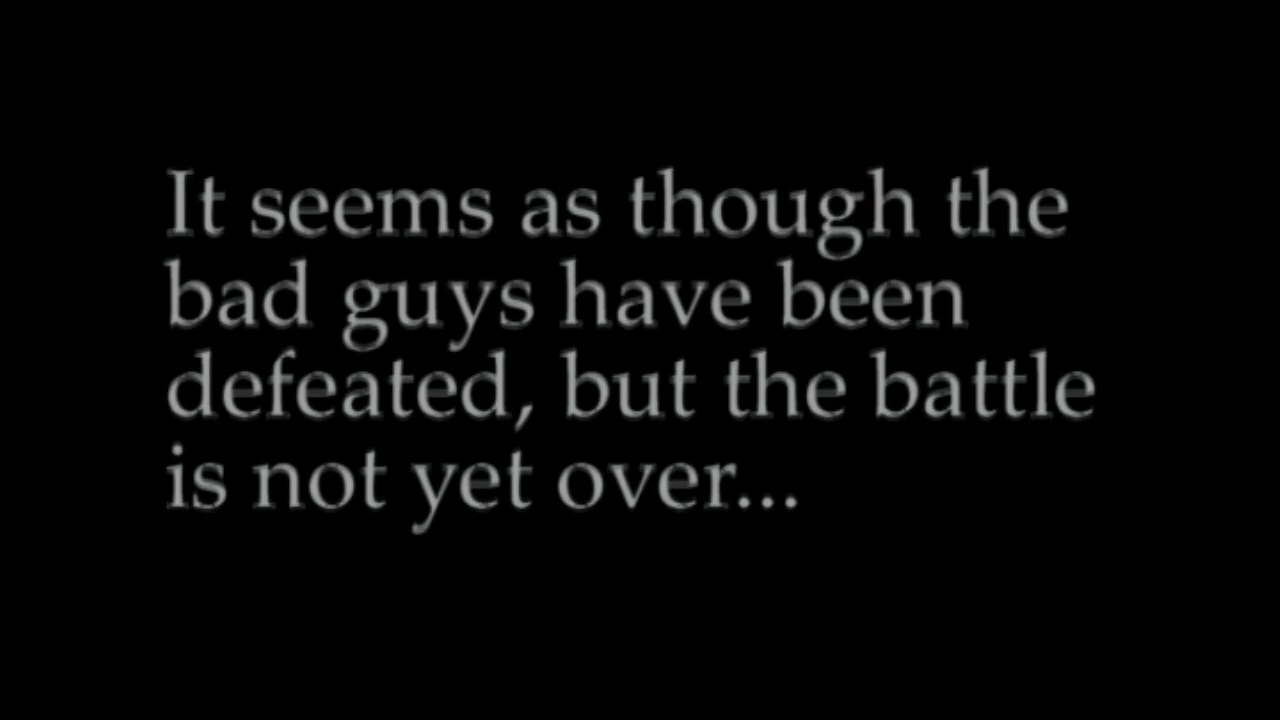 It seems as though the
bad guys have been
defeated, but the battle
is not yet over...